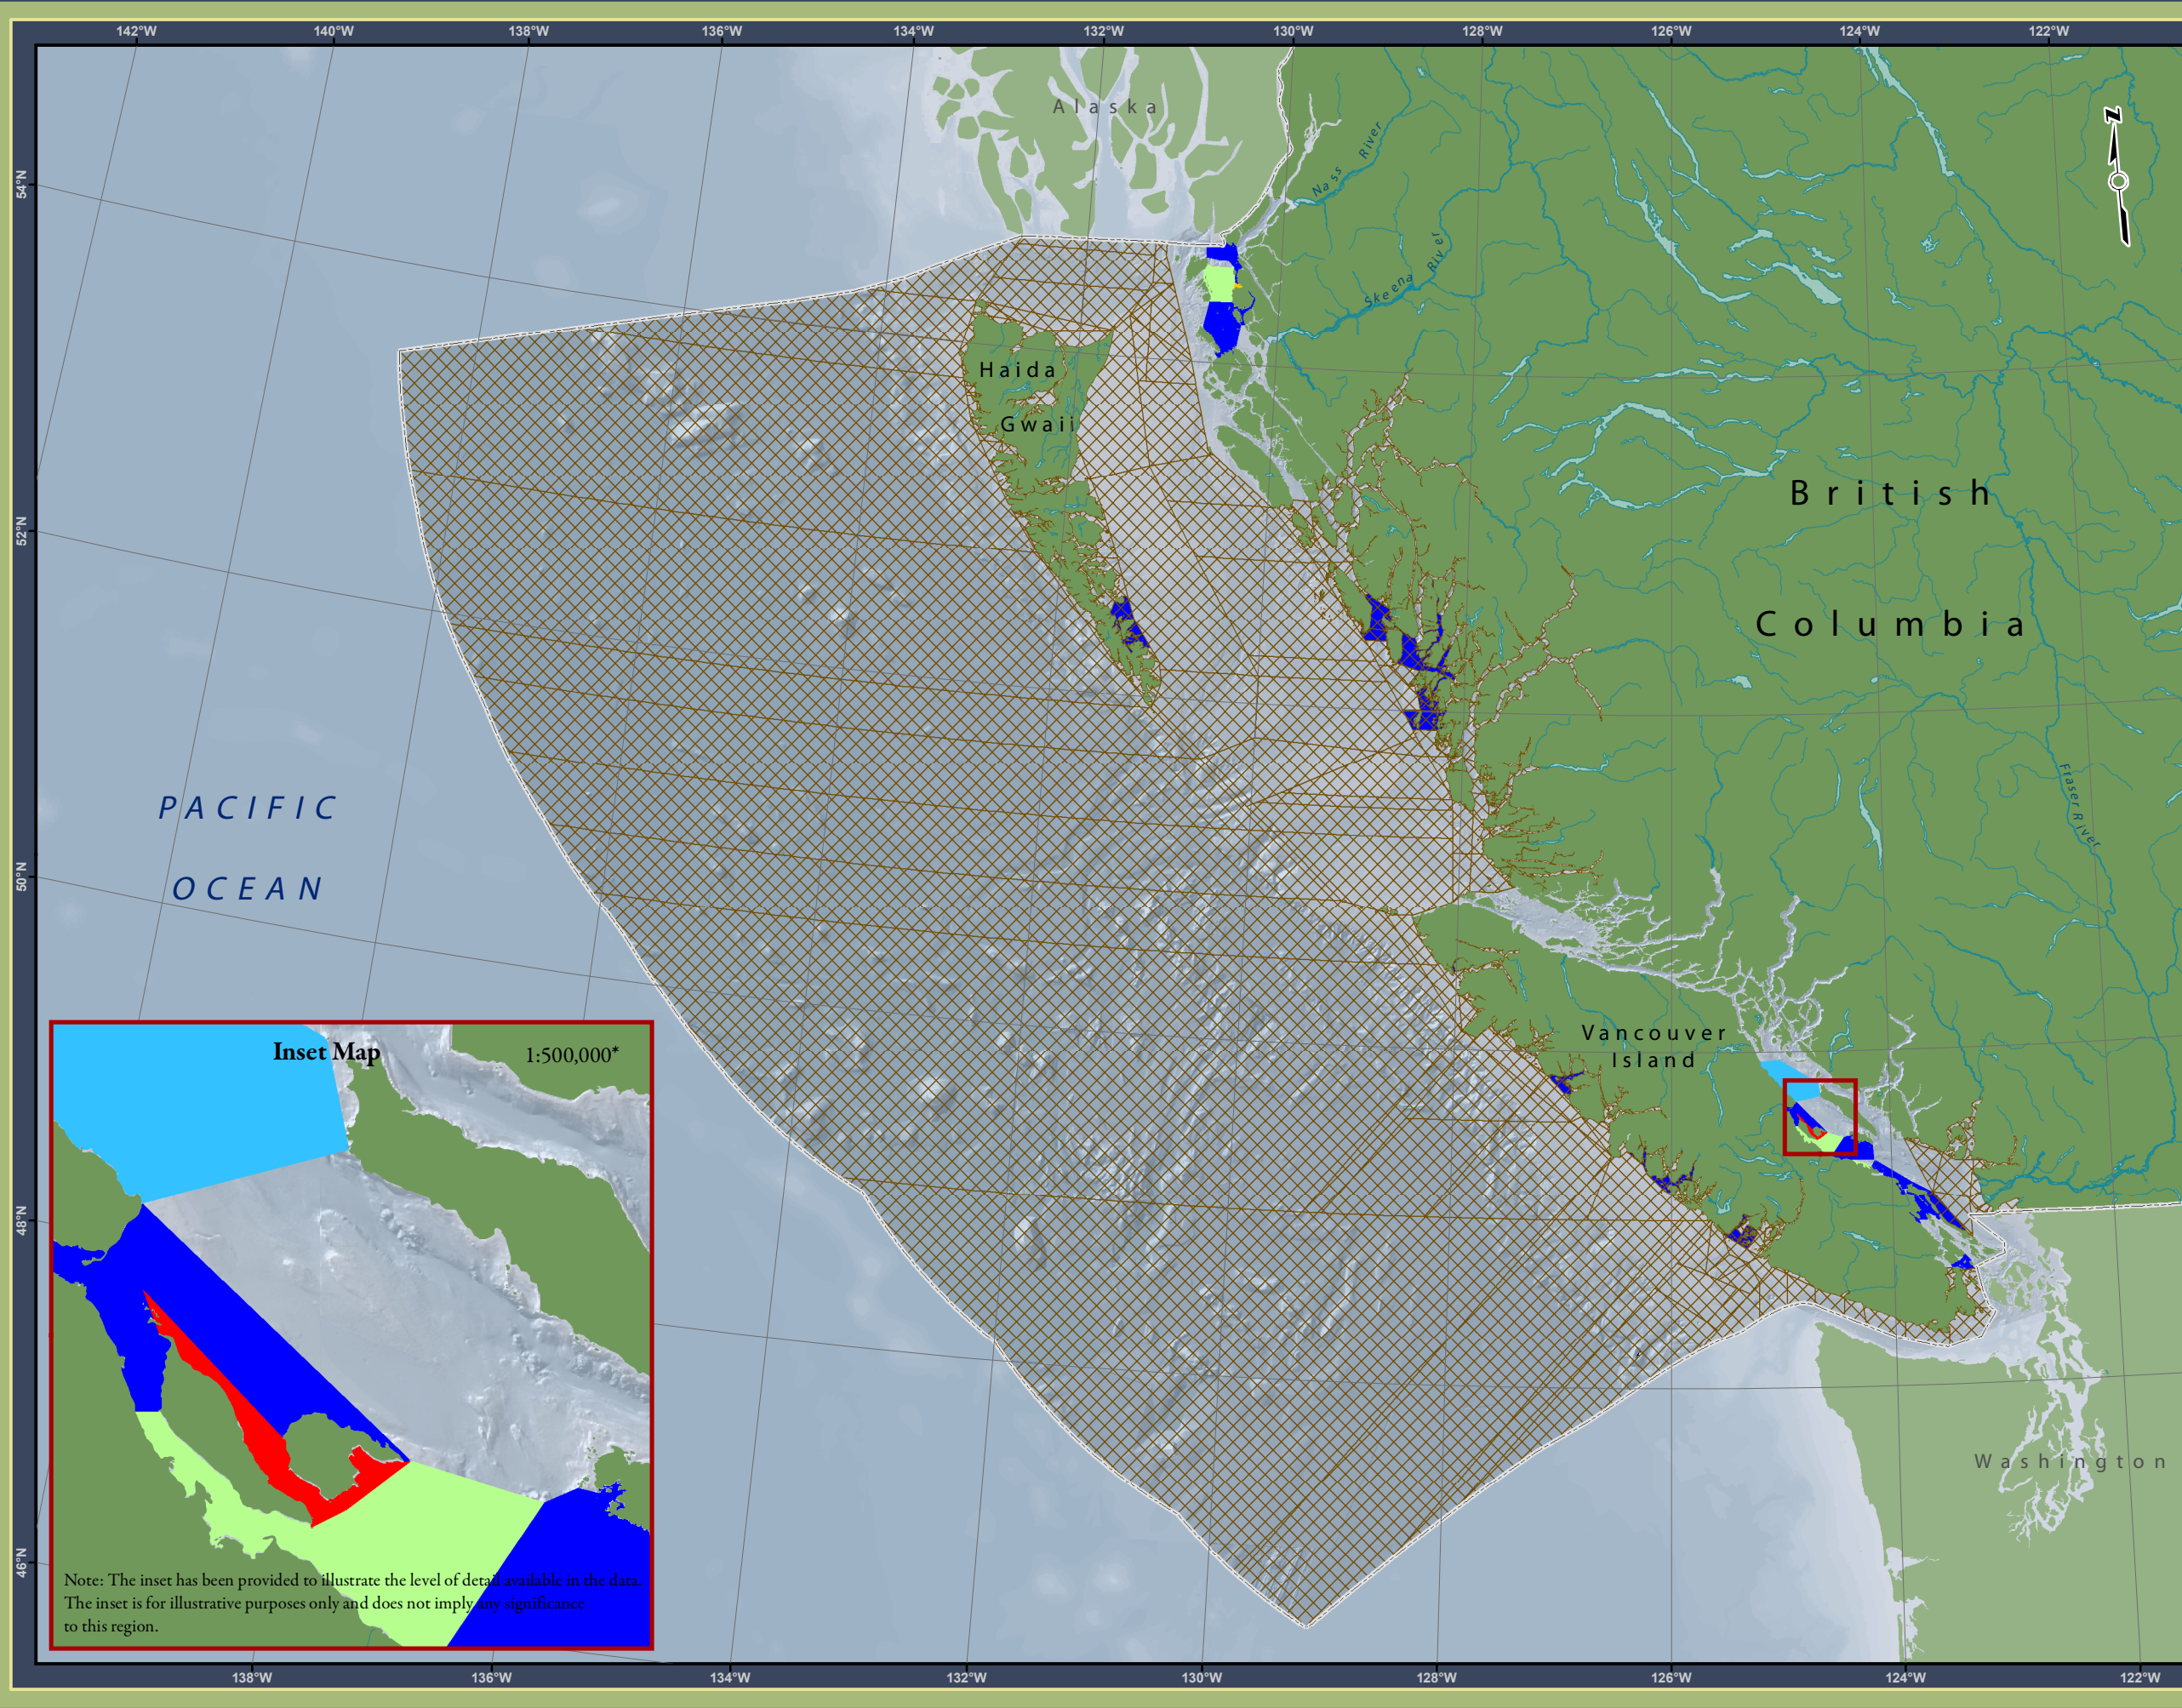 142°W 140°W 138°W 136°W 134°W 132°W 130°W 128°W 126°W 124°W 122°W
Alaska
N
54°N
Nass River
Skeena River
Haida
Gwaii
British
Columbia
52°N
PACIFIC
OCEAN
Fraser River
50°N
Vancouver
Island
Inset Map
1:500,000*
48°N
Washington
46°N
Note: The inset has been provided to illustrate the level of detail available in the data.
The inset is for illustrative purposes only and does not imply any significance
to this region.
138°W 136°W 134°W 132°W 130°W 128°W 126°W 124°W 122°W